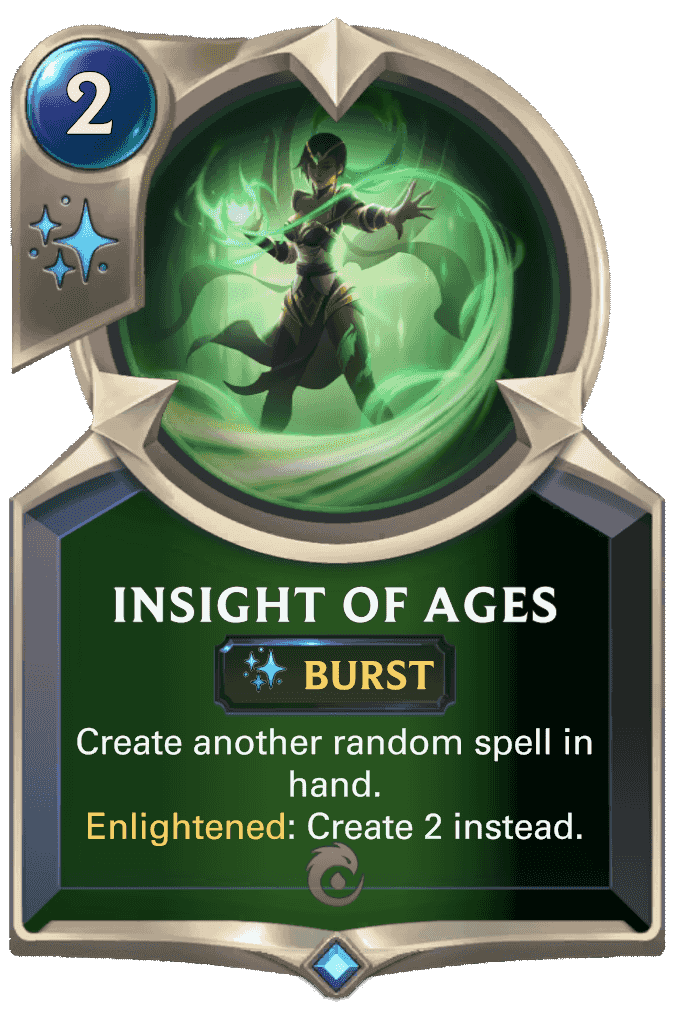 2
INSIGHT OF AGES
BURST
Create another random spell in
hand.
Enlightened: Create 2 instead.